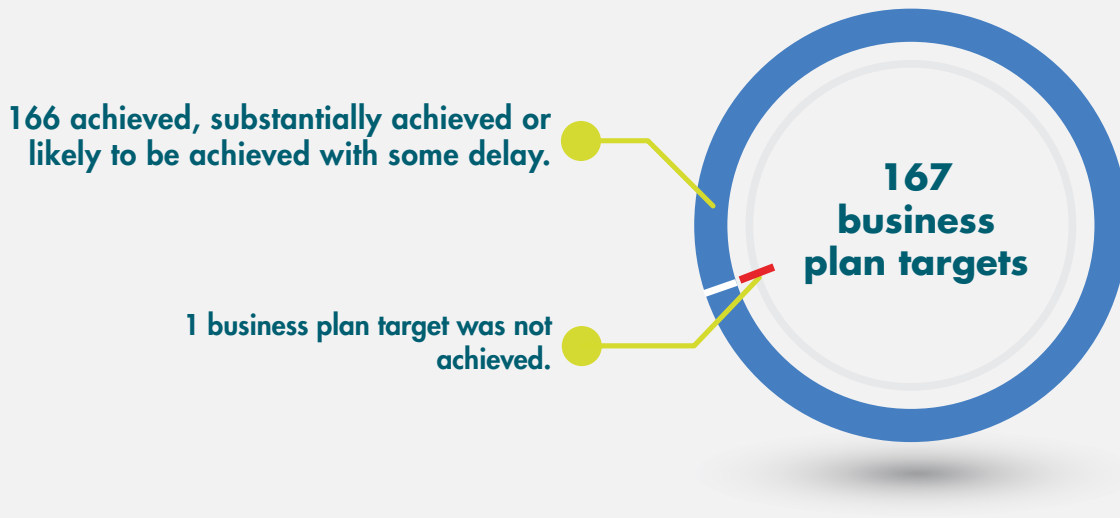 166 achieved, substantially achieved or
likely to be achieved with some delay.
167
business
plan targets
1 business plan target was not
achieved.